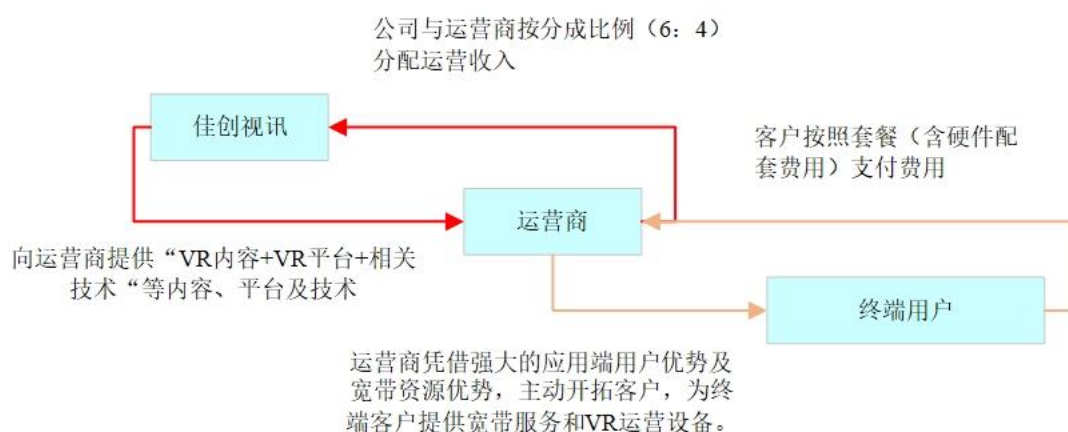 公司与运营商按分成比例（6：4）
分配运营收入
佳创视讯
客户按照套餐（含硬件配
套费用）支付费用
运营商
向运营商提供“VR内容+VR平台+相关
技术“等内容、平台及技术
终端用户
运营商凭借强大的应用端用户优势及
宽带资源优势，主动开拓客户，为终
端客户提供宽带服务和VR运营设备。